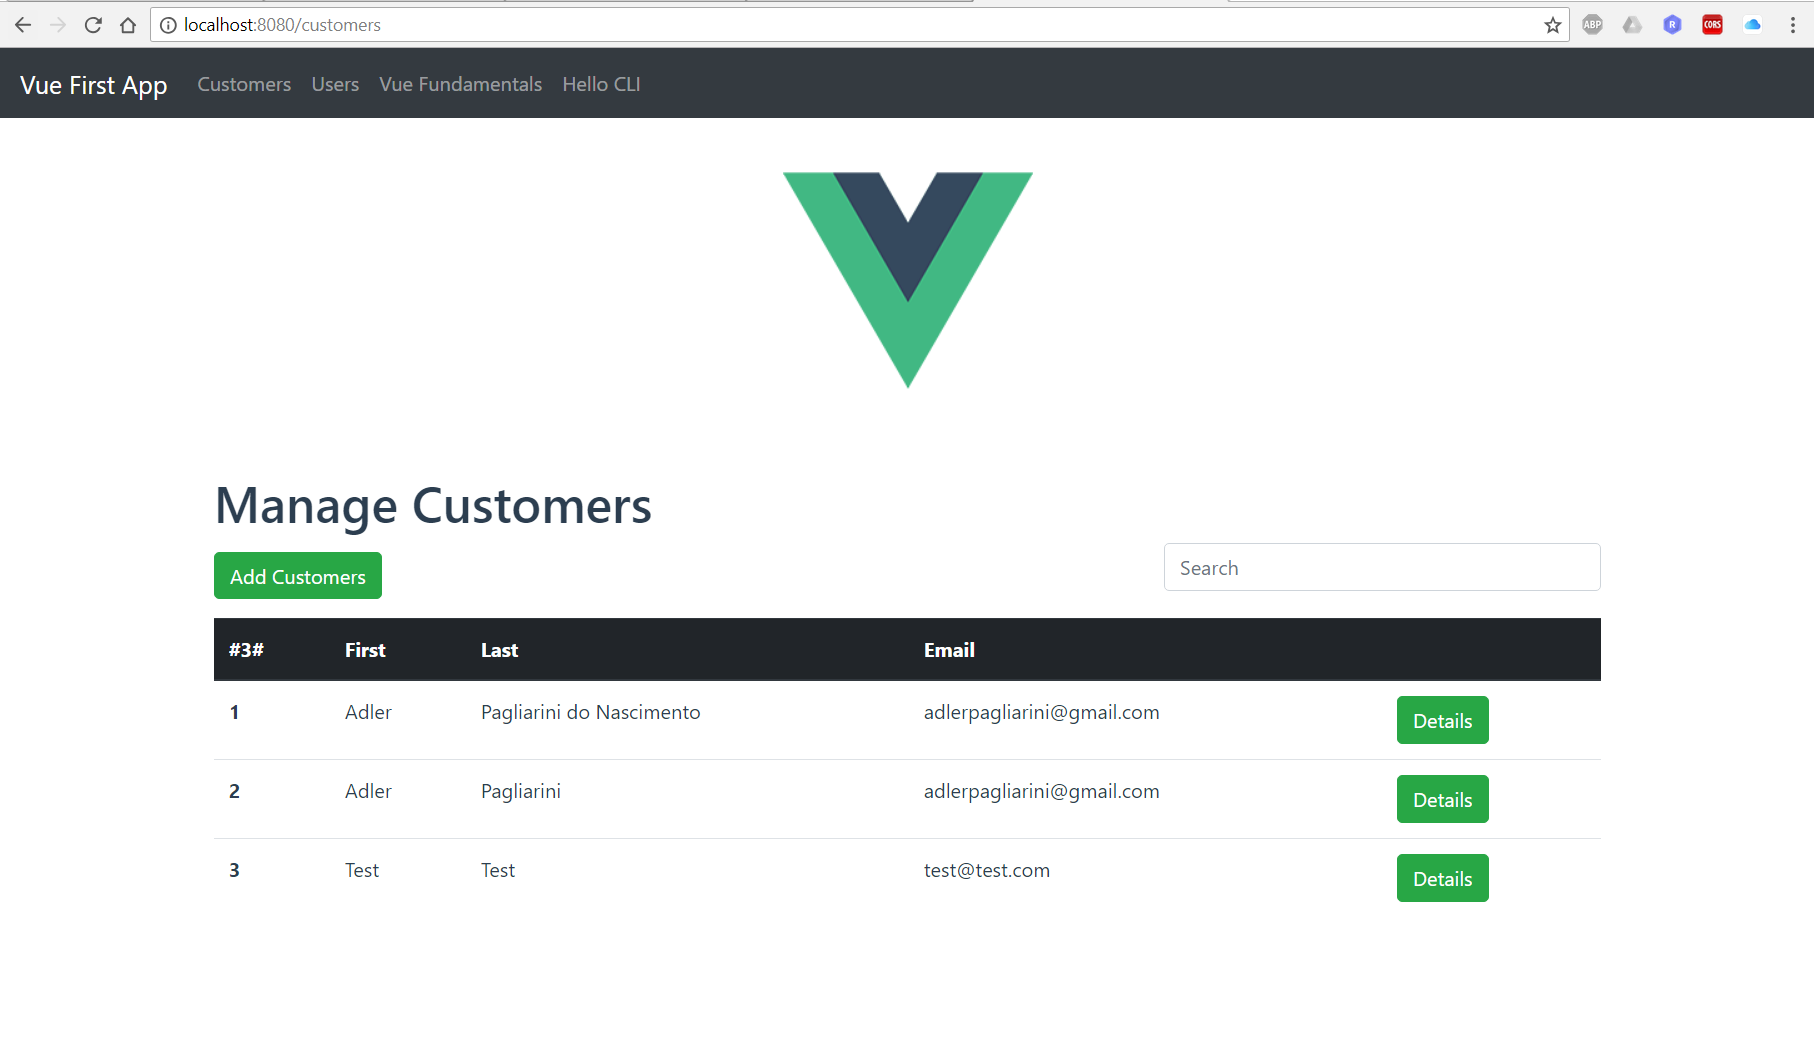 localhost:8080/customers
ABP
R
CORS
Vue First App Customers Users Vue Fundamentals Hello CLI
Manage Customers
Add Customers
Search
#3# First Last Email
1 Adler Pagliarini do Nascimento adlerpagliarini@gmail.com Details
2 Adler Pagliarini adlerpagliarini@gmail.com Details
3 Test Test test@test.com Details